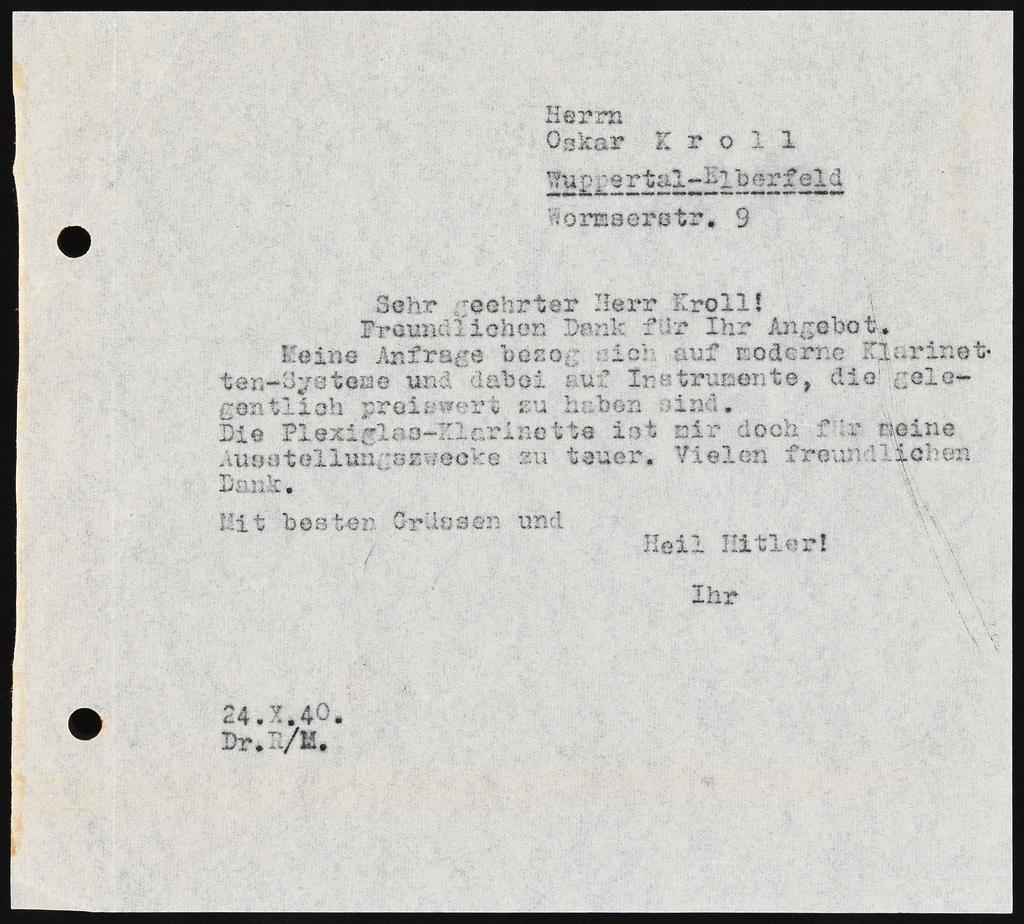 Herrn
Oskar K r o l l
Wuppertal-Elberfeld
Wormserstr. 9
Sehr geehrter Herr Kroll!
Freundlichen Dank für Ihr Angebot.
Meine Anfrage bezog sich auf moderne Klarinet-
ten-Systeme und dabei auf Instrumente, die gele-
gentlich preiswert zu haben sind.
Die Plexiglas-Klarinette ist mir doch für meine
Ausstellungszwecke zu teuer. Vielen freundlichen
Dank.
Mit besten Grüssen und
Heil Hitler!
Ihr
24.X.40.
Dr.R/M.